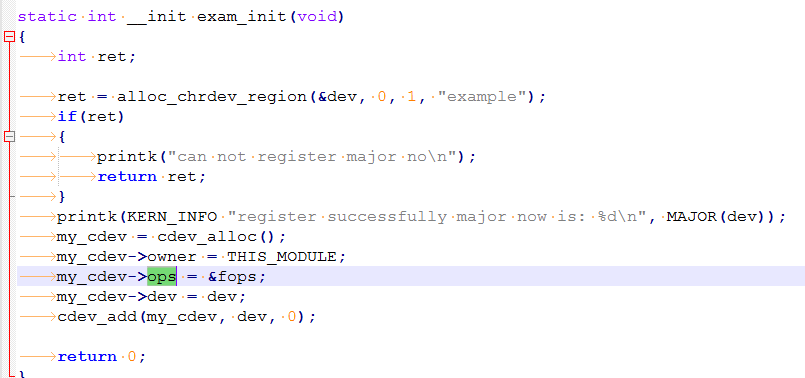 static int __init exam_init(void)
{
int ret;
ret = alloc_chrdev_region(&dev, 0, 1, "example");
if(ret)
{
printk("can not register major no\n");
return ret;
}
printk(KERN_INFO "register successfully major now is: %d\n", MAJOR(dev));
my_cdev = cdev_alloc();
my_cdev->owner = THIS_MODULE;
my_cdev->ops = &fops;
my_cdev->dev = dev;
cdev_add(my_cdev, dev, 0);
return 0;
}